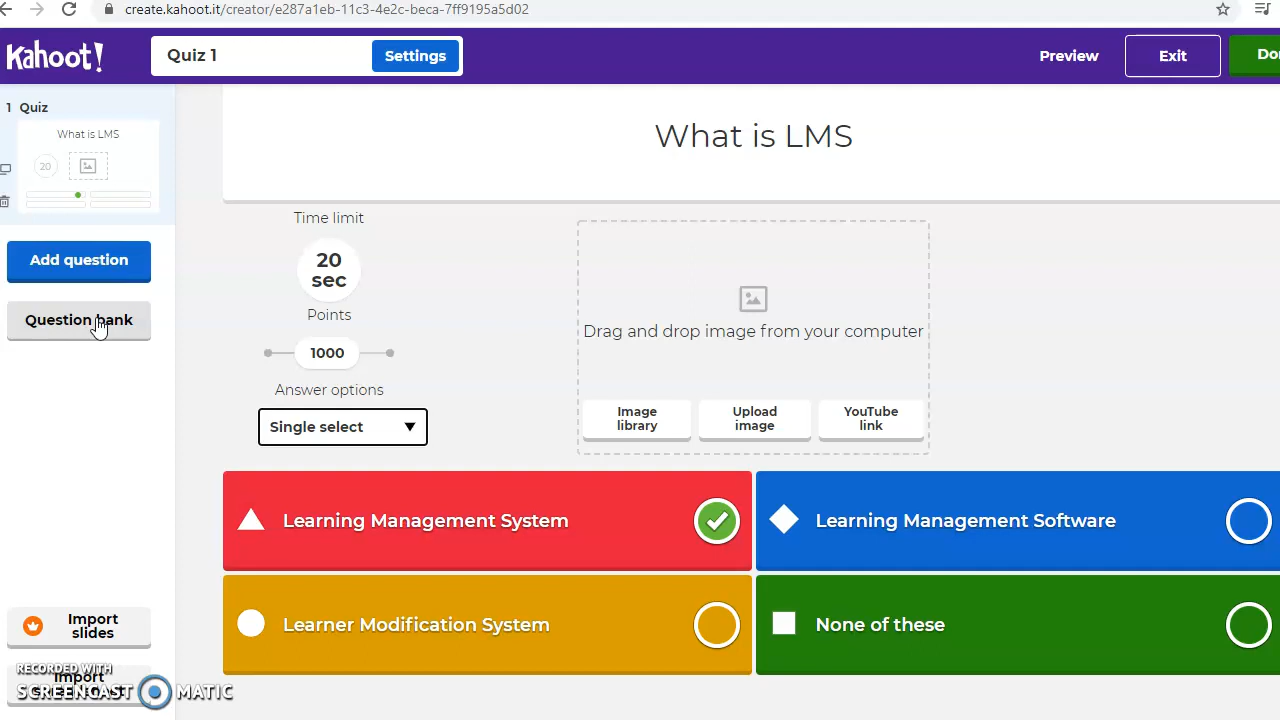 create.kahoot.it/creator/e287a1eb-11c3-4e2c-beca-7ff9195a5d02
Kahoot!
Quiz 1
Settings
Preview
Exit
1 Quiz
What is LMS
20
Add question
Question bank
What is LMS
Time limit
20
sec
Points
1000
Answer options
Single select
Drag and drop image from your computer
Image
library
Upload
image
YouTube
link
Learning Management System
Learning Management Software
Learner Modification System
None of these
Import
slides
Import
RECORDED WITH
SCREENCAST MATIC